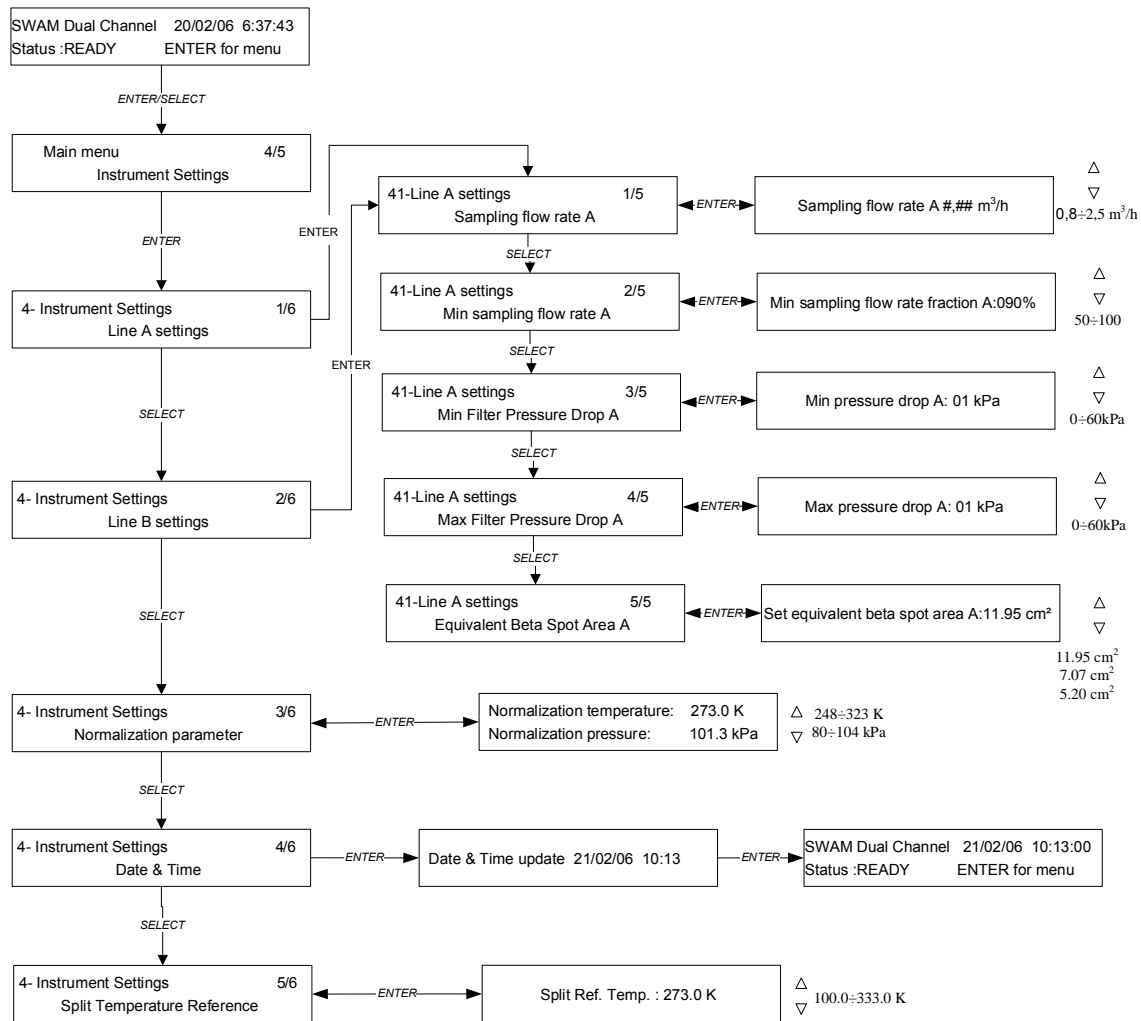 SWAM Dual Channel 20/02/06 6:37:43
Status :READY ENTER for menu
ENTER/SELECT
Main menu 4/5
Instrument Settings
ENTER
4- Instrument Settings 1/6
Line A settings
ENTER
SELECT
4- Instrument Settings 2/6
Line B settings
ENTER
SELECT
41-Line A settings 1/5
Sampling flow rate A
ENTER
Sampling flow rate A #,## m³/h
△
▽
0,8÷2,5 m³/h
SELECT
41-Line A settings 2/5
Min sampling flow rate A
ENTER
Min sampling flow rate fraction A:090%
△
▽
50÷100
SELECT
41-Line A settings 3/5
Min Filter Pressure Drop A
ENTER
Min pressure drop A: 01 kPa
△
▽
0÷60kPa
SELECT
41-Line A settings 4/5
Max Filter Pressure Drop A
ENTER
Max pressure drop A: 01 kPa
△
▽
0÷60kPa
SELECT
41-Line A settings 5/5
Equivalent Beta Spot Area A
ENTER
Set equivalent beta spot area A:11.95 cm²
△
▽
11.95 cm²
7.07 cm²
5.20 cm²
4- Instrument Settings 3/6
Normalization parameter
ENTER
Normalization temperature: 273.0 K
Normalization pressure: 101.3 kPa
△ 248÷323 K
▽ 80÷104 kPa
SELECT
4- Instrument Settings 4/6
Date & Time
ENTER
Date & Time update 21/02/06 10:13
ENTER
SWAM Dual Channel 21/02/06 10:13:00
Status :READY ENTER for menu
SELECT
4- Instrument Settings 5/6
Split Temperature Reference
ENTER
Split Ref. Temp. : 273.0 K
△
100.0÷333.0 K
▽